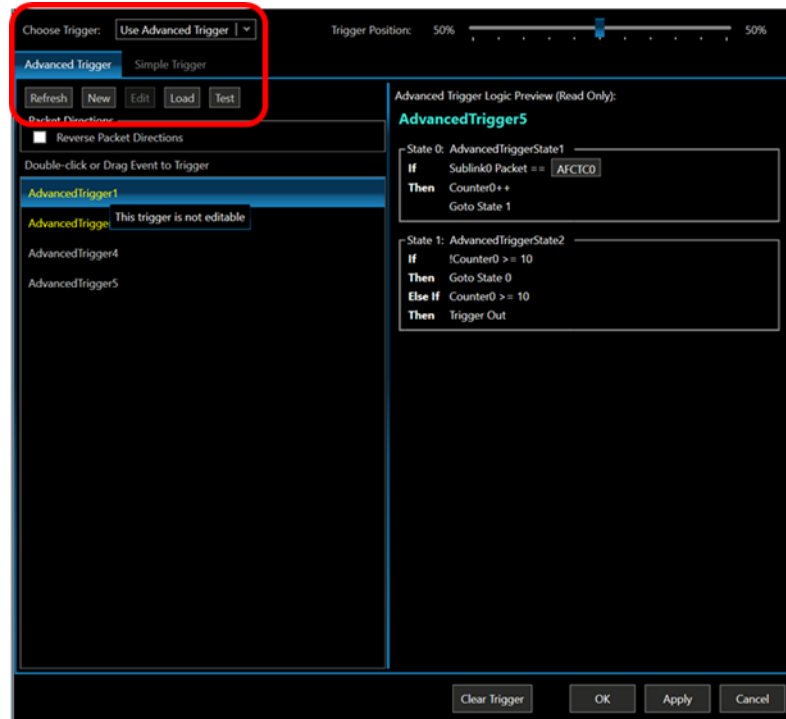 Choose Trigger: Use Advanced Trigger Trigger Position: 50% 50%
Advanced Trigger Simple Trigger
Refresh New Edit Load Test
Packet Directions
Reverse Packet Directions
Double-click or Drag Event to Trigger
AdvancedTrigger1
AdvancedTrigge
This trigger is not editable
AdvancedTrigger4
AdvancedTrigger5
Advanced Trigger Logic Preview (Read Only):
AdvancedTrigger5
State 0: AdvancedTriggerState1
If Sublink0 Packet == AFCTC0
Then Counter0++
Goto State 1
State 1: AdvancedTriggerState2
If !Counter0 >= 10
Then Goto State 0
Else If Counter0 >= 10
Then Trigger Out
Clear Trigger OK Apply Cancel